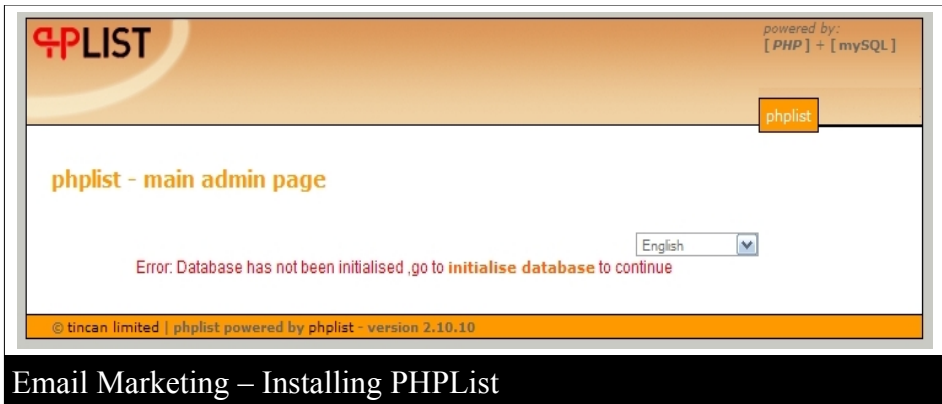 PHPLIST
powered by:
[ PHP ] + [ mySQL ]
phplist
phplist - main admin page
English
Error: Database has not been initialised ,go to initialise database to continue
© tincan limited | phplist powered by phplist - version 2.10.10
Email Marketing – Installing PHPList